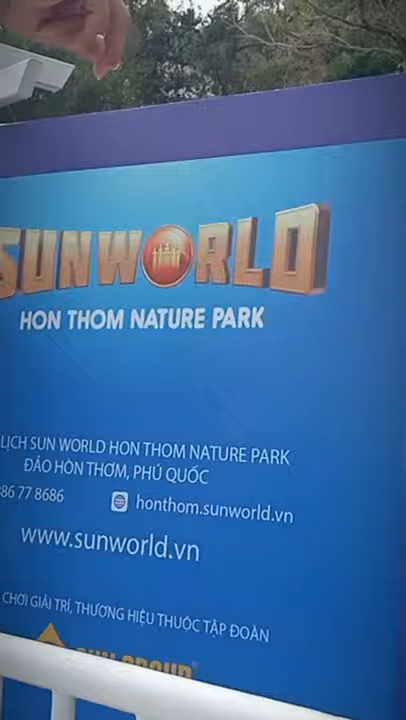 SUNWORLD
HON THOM NATURE PARK
LỊCH SUN WORLD HON THOM NATURE PARK
ĐẢO HÒN THƠM, PHÚ QUỐC
86 77 8686
honthom.sunworld.vn
www.sunworld.vn
CHƠI GIẢI TRÍ, THƯƠNG HIỆU THUỘC TẬP ĐOÀN
SUN GROUP